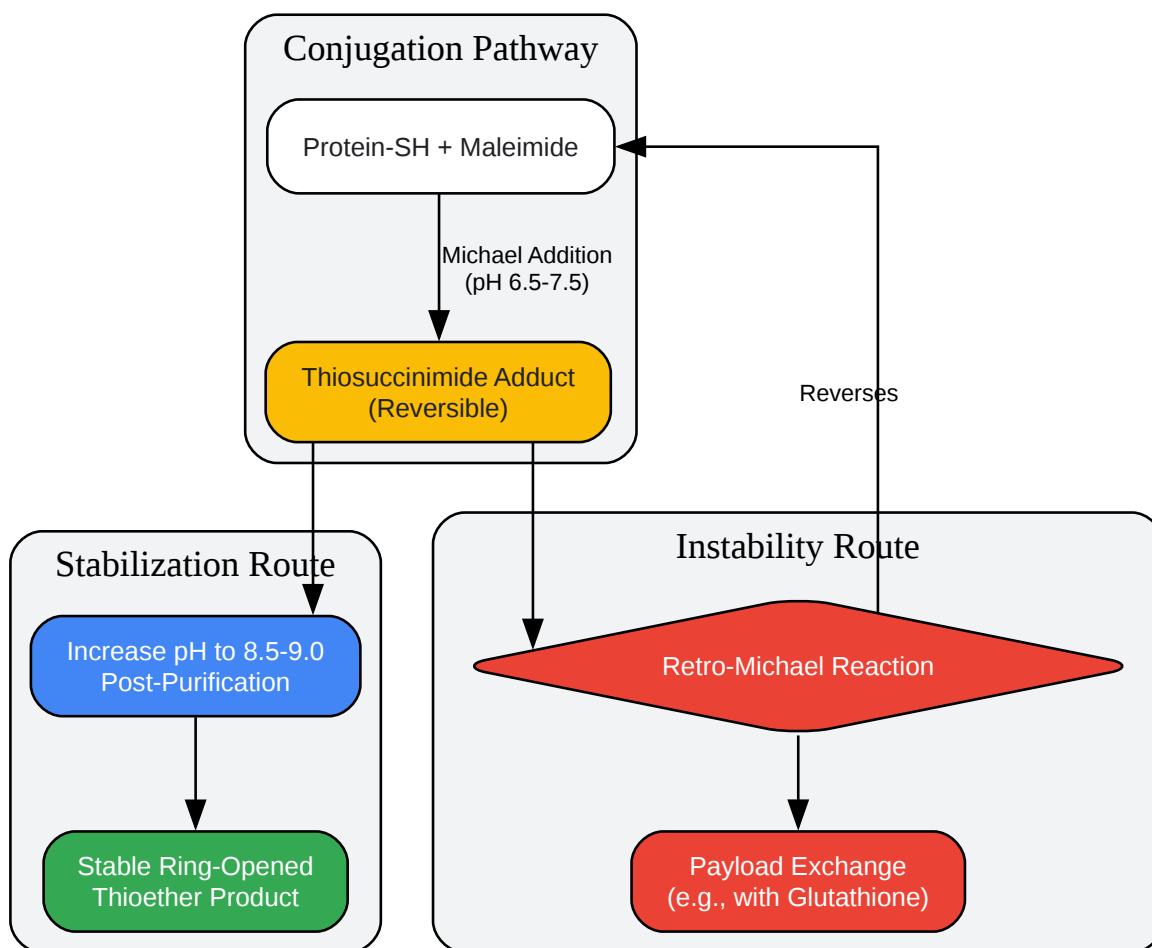 Conjugation Pathway
Protein-SH + Maleimide
Michael Addition
(pH 6.5-7.5)
Thiosuccinimide Adduct
(Reversible)
Reverses
Stabilization Route
Increase pH to 8.5-9.0
Post-Purification
Stable Ring-Opened
Thioether Product
Instability Route
Retro-Michael Reaction
Payload Exchange
(e.g., with Glutathione)